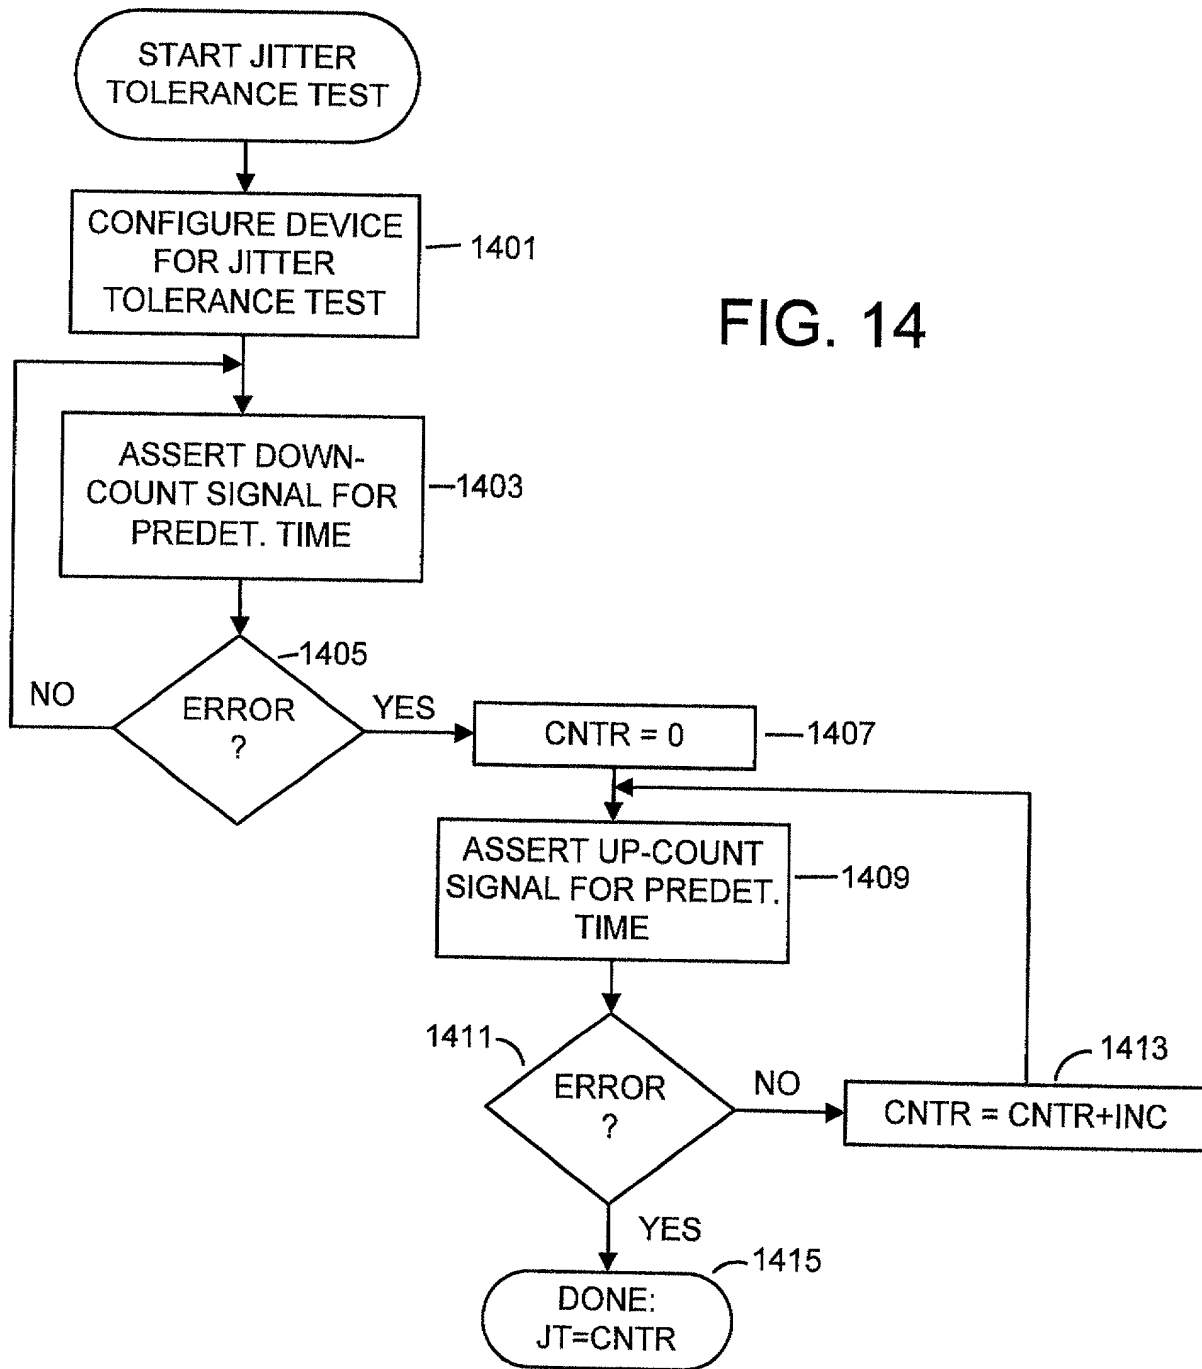 START JITTER
TOLERANCE TEST
CONFIGURE DEVICE
FOR JITTER
TOLERANCE TEST
1401
FIG. 14
ASSERT DOWN-
COUNT SIGNAL FOR
PREDET. TIME
1403
1405
NO
ERROR
?
YES
CNTR = 0
1407
ASSERT UP-COUNT
SIGNAL FOR PREDET.
TIME
1409
1411
ERROR
?
NO
1413
CNTR = CNTR+INC
YES
1415
DONE:
JT=CNTR